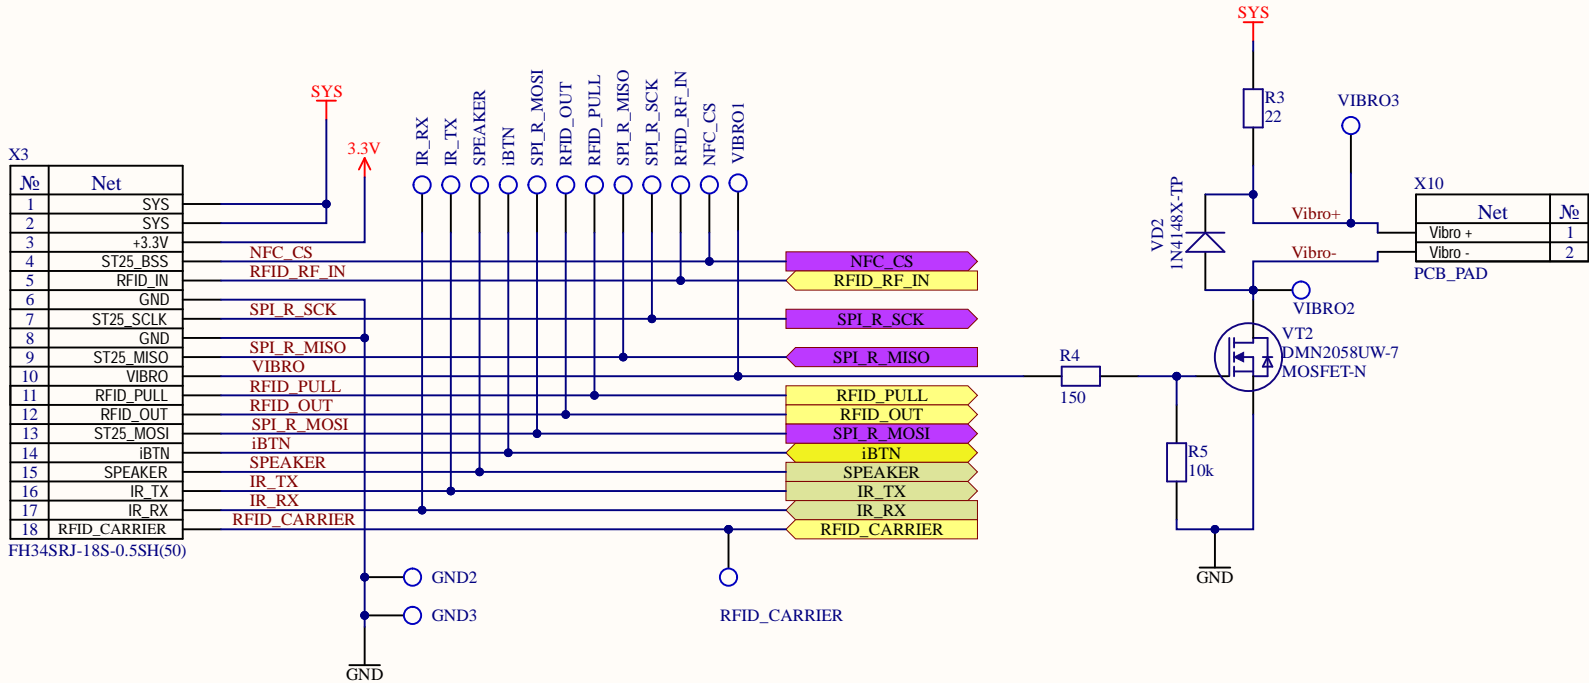 SYS
SYS
3.3V
IR_RX
IR_TX
SPEAKER
iBTN
SPI_R_MOSI
RFID_OUT
RFID_PULL
SPI_R_MISO
SPI_R_SCK
RFID_RF_IN
NFC_CS
VIBRO1
X3
№ Net
1 SYS
2 SYS
3 +3.3V
4 ST25_BSS
5 RFID_IN
6 GND
7 ST25_SCLK
8 GND
9 ST25_MISO
10 VIBRO
11 RFID_PULL
12 RFID_OUT
13 ST25_MOSI
14 iBTN
15 SPEAKER
16 IR_TX
17 IR_RX
18 RFID_CARRIER
FH34SRJ-18S-0.5SH(50)
NFC_CS
RFID_RF_IN
SPI_R_SCK
SPI_R_MISO
VIBRO
RFID_PULL
RFID_OUT
SPI_R_MOSI
iBTN
SPEAKER
IR_TX
IR_RX
RFID_CARRIER
NFC_CS
RFID_RF_IN
SPI_R_SCK
SPI_R_MISO
RFID_PULL
RFID_OUT
SPI_R_MOSI
iBTN
SPEAKER
IR_TX
IR_RX
RFID_CARRIER
GND2
GND3
GND
RFID_CARRIER
R3
22
VIBRO3
VD2
1N4148X-TP
Vibro+
Vibro-
X10
Net №
Vibro + 1
Vibro - 2
PCB_PAD
VIBRO2
VT2
DMN2058UW-7
MOSFET-N
R4
150
R5
10k
GND